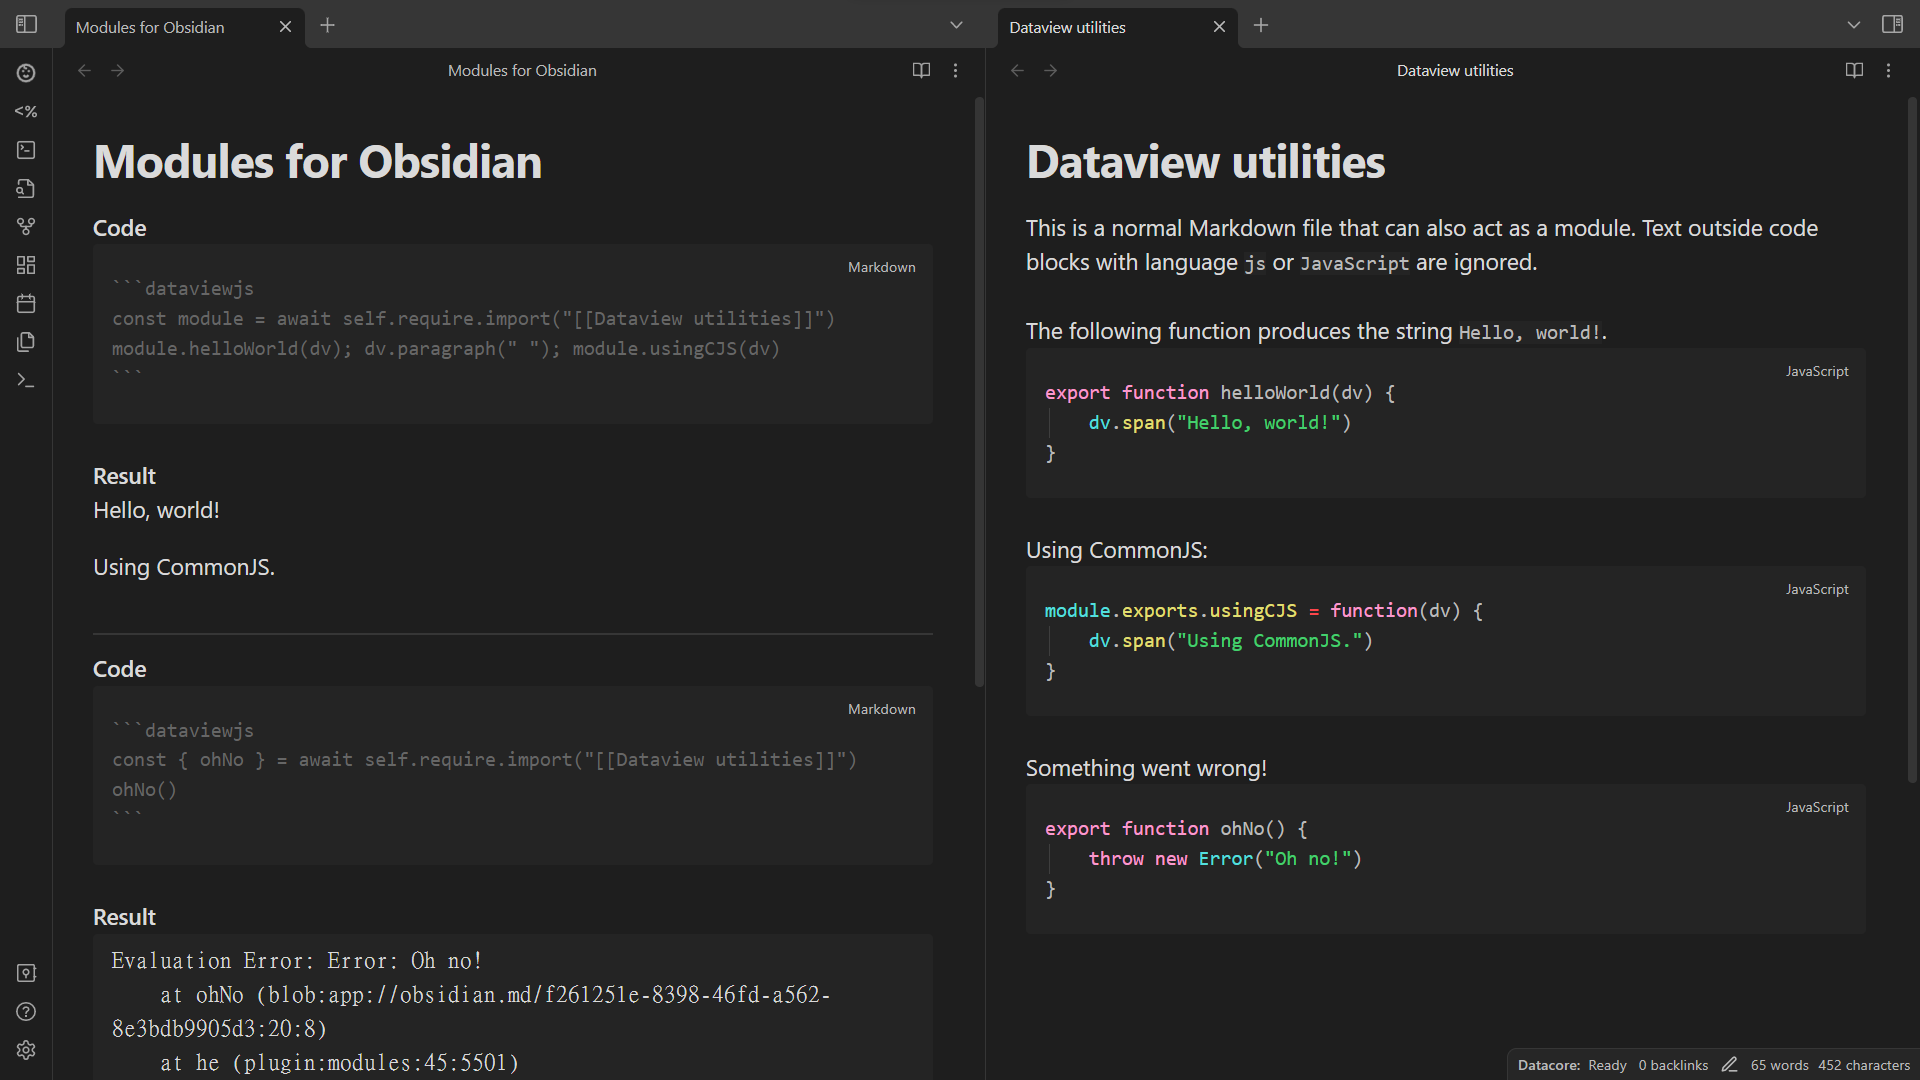 Modules for Obsidian
Dataview utilities
Modules for Obsidian
Dataview utilities
<%
Modules for Obsidian
Code
Markdown
```dataviewjs
const module = await self.require.import("[[Dataview utilities]]")
module.helloWorld(dv); dv.paragraph(" "); module.usingCJS(dv)
```
Result
Hello, world!
Using CommonJS.
Code
Markdown
```dataviewjs
const { ohNo } = await self.require.import("[[Dataview utilities]]")
ohNo()
```
Result
Evaluation Error: Error: Oh no!
    at ohNo (blob:app://obsidian.md/f261251e-8398-46fd-a562-
8e3bdb9905d3:20:8)
    at he (plugin:modules:45:5501)
Dataview utilities
This is a normal Markdown file that can also act as a module. Text outside code
blocks with language js or JavaScript are ignored.
The following function produces the string Hello, world!.
JavaScript
export function helloWorld(dv) {
    dv.span("Hello, world!")
}
Using CommonJS:
JavaScript
module.exports.usingCJS = function(dv) {
    dv.span("Using CommonJS.")
}
Something went wrong!
JavaScript
export function ohNo() {
    throw new Error("Oh no!")
}
Datacore: Ready 0 backlinks 65 words 452 characters